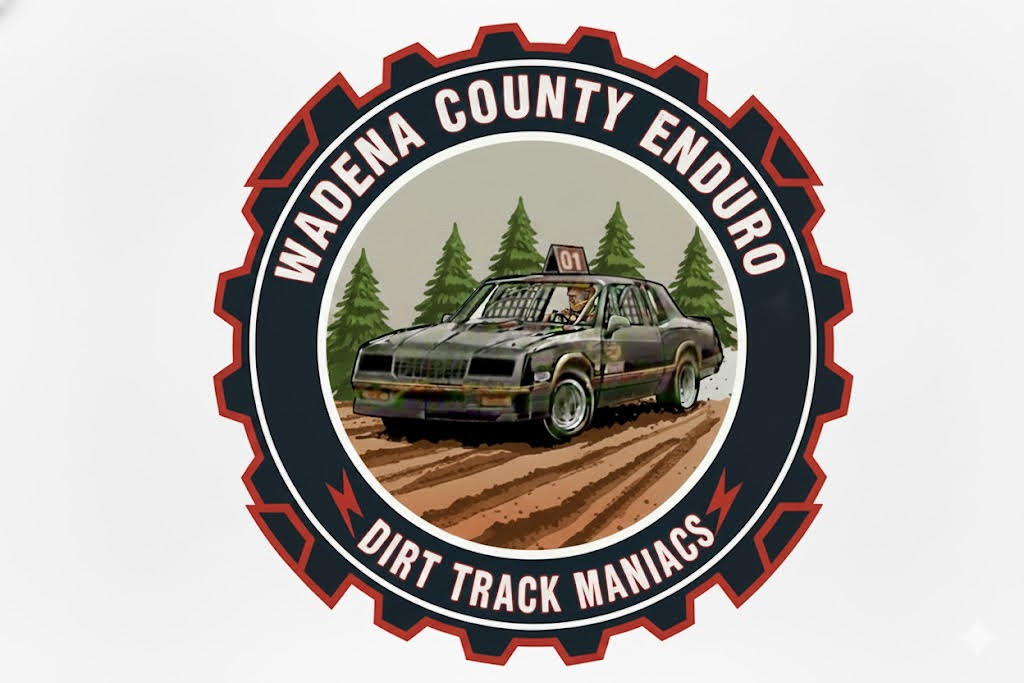 WADENA COUNTY ENDURO
01
DIRT TRACK MANIACS